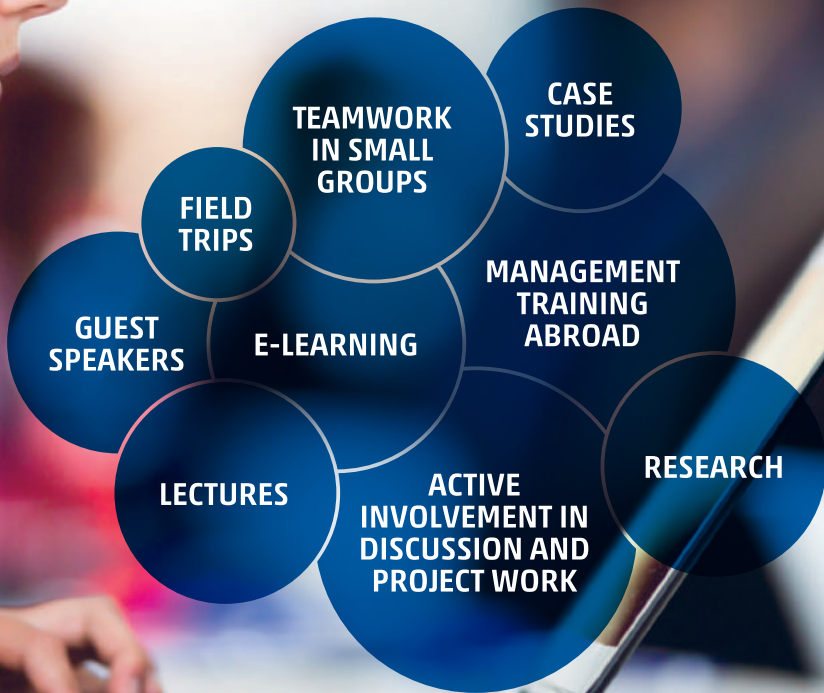 TEAMWORK
IN SMALL
GROUPS
CASE
STUDIES
FIELD
TRIPS
MANAGEMENT
TRAINING
ABROAD
GUEST
SPEAKERS
E-LEARNING
LECTURES
ACTIVE
INVOLVEMENT IN
DISCUSSION AND
PROJECT WORK
RESEARCH